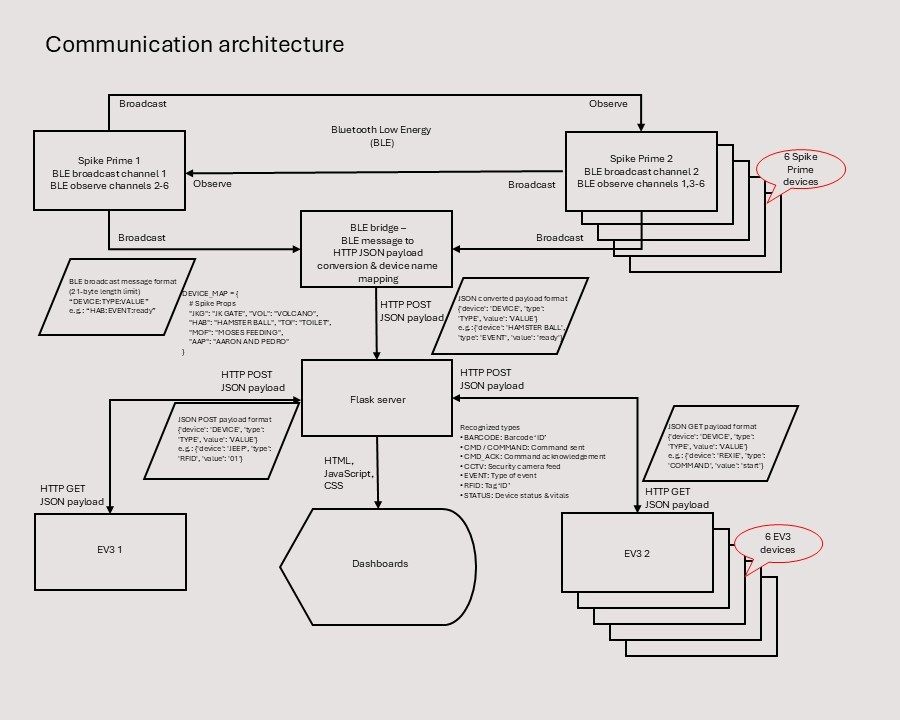 Communication architecture
Broadcast
Observe
Bluetooth Low Energy
(BLE)
Spike Prime 1
BLE broadcast channel 1
BLE observe channels 2-6
Observe
Broadcast
Spike Prime 2
BLE broadcast channel 2
BLE observe channels 1,3-6
6 Spike
Prime
devices
Broadcast
Broadcast
BLE bridge –
BLE message to
HTTP JSON payload
conversion & device name
mapping
BLE broadcast message format
(21-byte length limit)
“DEVICE:TYPE:VALUE”
e.g.: “HAB:EVENT:ready”
DEVICE_MAP = {
# Spike Props
"JKG": "JK GATE", "VOL": "VOLCANO",
"HAB": "HAMSTER BALL", "TOI": "TOILET",
"MOP": "MOSES FEEDING",
"AAP": "AARON AND PEDRO"
}
HTTP POST
JSON payload
JSON converted payload format
{'device': 'DEVICE', 'type':
'TYPE', 'value': 'VALUE'}
e.g.:{'device': 'HAMSTER BALL',
'type': 'EVENT', 'value': 'ready'}
HTTP POST
JSON payload
Flask server
HTTP POST
JSON payload
JSON POST payload format
{'device': 'DEVICE', 'type':
'TYPE', 'value': 'VALUE'}
e.g.: {'device': 'JEEP', 'type':
'RFID', 'value': '01'}
Recognized types
• BARCODE: Barcode ‘ID’
• CMD / COMMAND: Command sent
• CMD_ACK: Command acknowledgement
• CCTV: Security camera feed
• EVENT: Type of event
• RFID: Tag ‘ID’
• STATUS: Device status & vitals
JSON GET payload format
{'device': 'DEVICE', 'type':
'TYPE', 'value': 'VALUE'}
e.g.: {'device': 'REXIE', 'type':
'COMMAND', 'value': 'start'}
HTML,
JavaScript,
CSS
HTTP GET
JSON payload
HTTP GET
JSON payload
EV3 1
Dashboards
EV3 2
6 EV3
devices